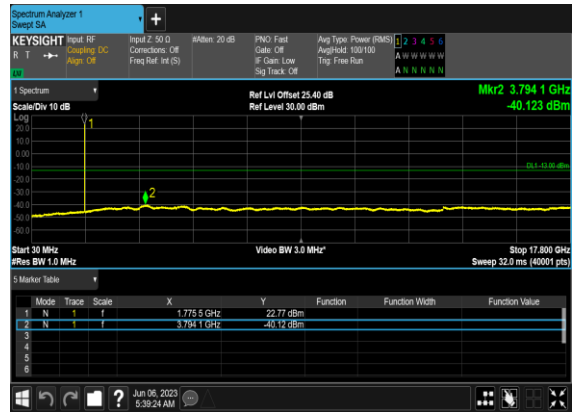 Spectrum Analyzer 1
Swept SA
KEYSIGHT Input: RF Input Z: 50 Ω #Atten: 20 dB PNO: Fast Avg Type: Power (RMS) 1 2 3 4 5 6
R T Coupling: DC Corrections: Off Gate: Off Avg|Hold: 100/100 A W W W W W
Align: Off Freq Ref: Int (S) IF Gain: Low Trig: Free Run
Sig Track: Off A N N N N N
1 Spectrum Ref Lvl Offset 25.40 dB Mkr2 3.794 1 GHz
Scale/Div 10 dB Ref Level 30.00 dBm -40.123 dBm
Log
20.0
10.0
0.00
-10.0
-20.0
-30.0
-40.0
-50.0
-60.0
1
2
DL1 -13.00 dBm
Start 30 MHz Video BW 3.0 MHz* Stop 17.800 GHz
#Res BW 1.0 MHz Sweep 32.0 ms (40001 pts)
5 Marker Table
Mode Trace Scale X Y Function Function Width Function Value
1 N 1 f 1.775 5 GHz 22.77 dBm
2 N 1 f 3.794 1 GHz -40.12 dBm
3
4
5
6
Jun 06, 2023
5:39:24 AM